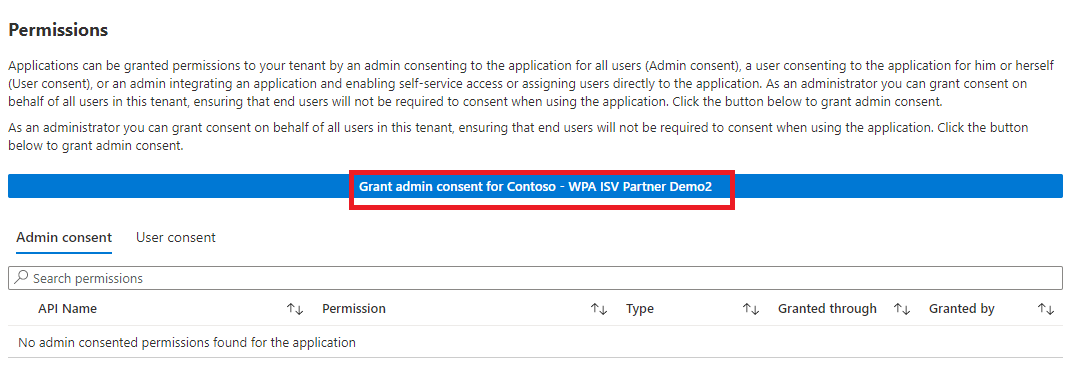 Permissions
Applications can be granted permissions to your tenant by an admin consenting to the application for all users (Admin consent), a user consenting to the application for him or herself
(User consent), or an admin integrating an application and enabling self-service access or assigning users directly to the application. As an administrator you can grant consent on
behalf of all users in this tenant, ensuring that end users will not be required to consent when using the application. Click the button below to grant admin consent.
As an administrator you can grant consent on behalf of all users in this tenant, ensuring that end users will not be required to consent when using the application. Click the button
below to grant admin consent.
Grant admin consent for Contoso - WPA ISV Partner Demo2
Admin consent User consent
Search permissions
API Name Permission Type Granted through Granted by
No admin consented permissions found for the application